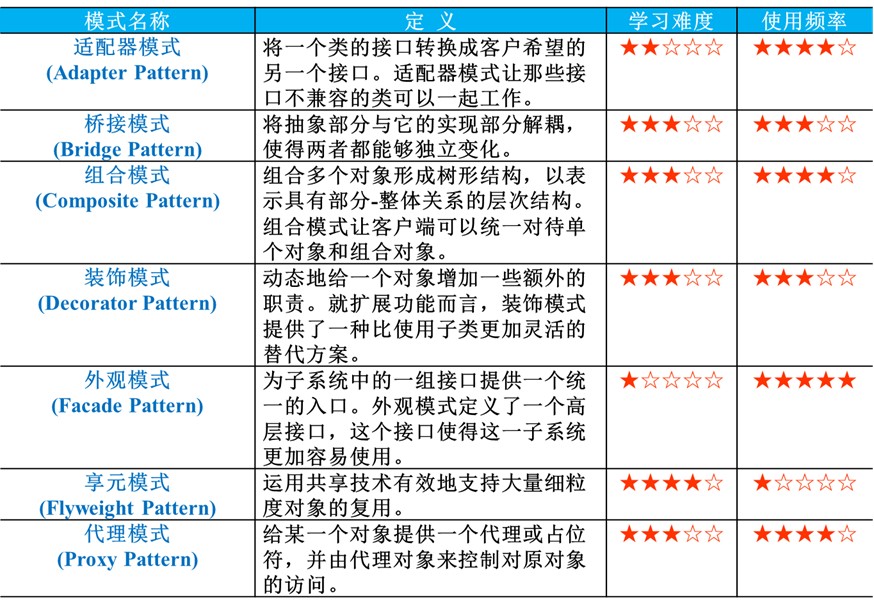 模式名称 定 义 学习难度 使用频率
适配器模式
(Adapter Pattern)
将一个类的接口转换成客户希望的
另一个接口。适配器模式让那些接
口不兼容的类可以一起工作。
★★☆☆☆ ★★★★☆
桥接模式
(Bridge Pattern)
将抽象部分与它的实现部分解耦，
使得两者都能够独立变化。
★★★☆☆ ★★★☆☆
组合模式
(Composite Pattern)
组合多个对象形成树形结构，以表
示具有部分-整体关系的层次结构。
组合模式让客户端可以统一对待单
个对象和组合对象。
★★★☆☆ ★★★★☆
装饰模式
(Decorator Pattern)
动态地给一个对象增加一些额外的
职责。就扩展功能而言，装饰模式
提供了一种比使用子类更加灵活的
替代方案。
★★★☆☆ ★★★☆☆
外观模式
(Facade Pattern)
为子系统中的一组接口提供一个统
一的入口。外观模式定义了一个高
层接口，这个接口使得这一子系统
更加容易使用。
★☆☆☆☆ ★★★★★
享元模式
(Flyweight Pattern)
运用共享技术有效地支持大量细粒
度对象的复用。
★★★★☆ ★☆☆☆☆
代理模式
(Proxy Pattern)
给某一个对象提供一个代理或占位
符，并由代理对象来控制对原对象
的访问。
★★★☆☆ ★★★★☆